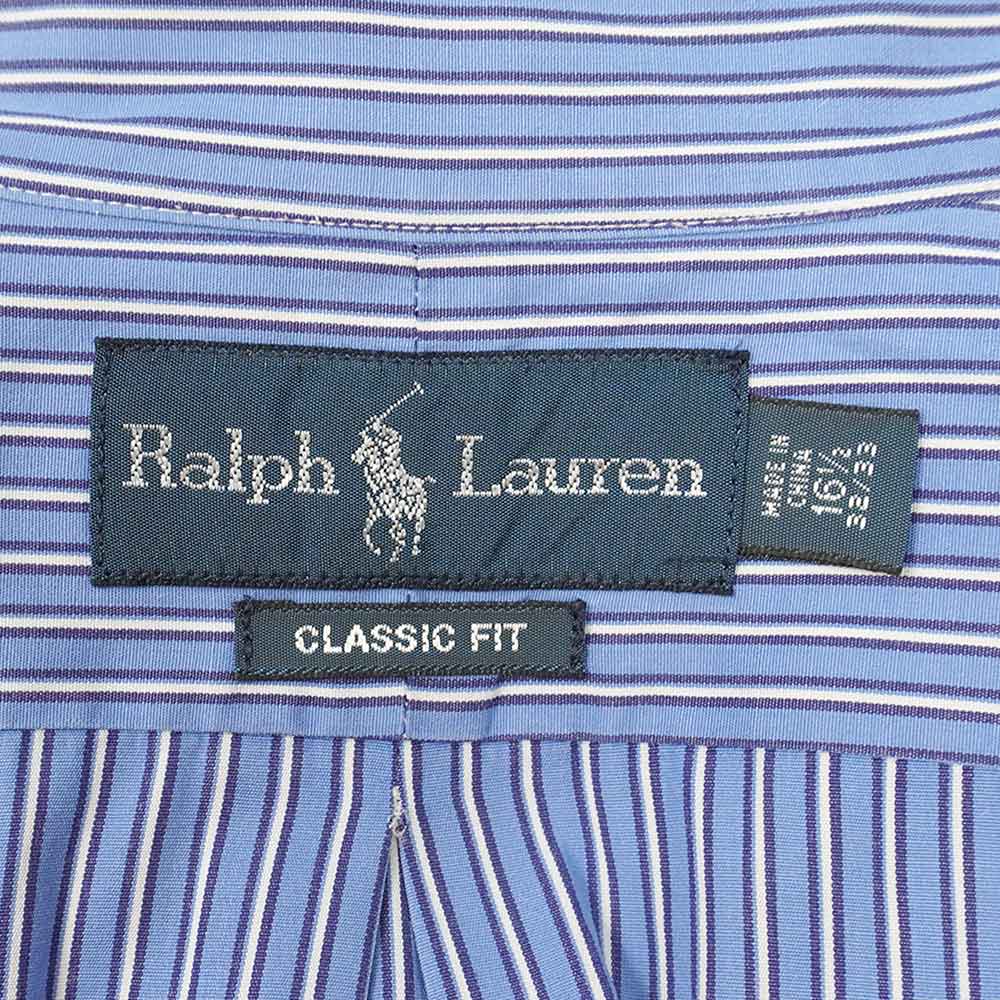 Ralph Lauren
MADE IN
CHINA
16½
32/33
CLASSIC FIT